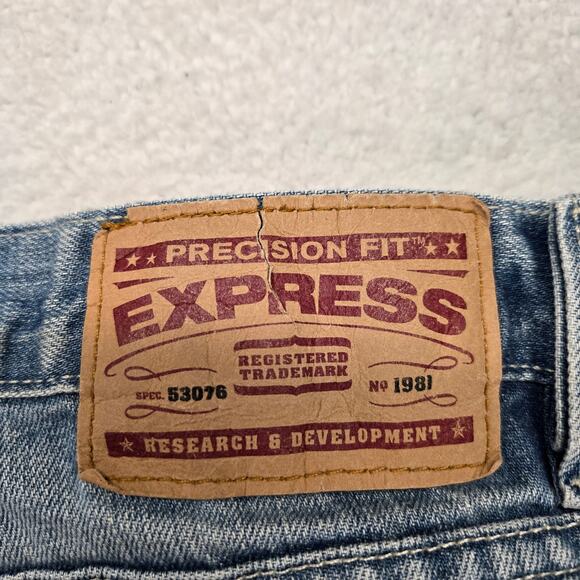 PRECISION FIT™
EXPRESS
REGISTERED
TRADEMARK
SPEC. 53076
No 1981
RESEARCH & DEVELOPMENT